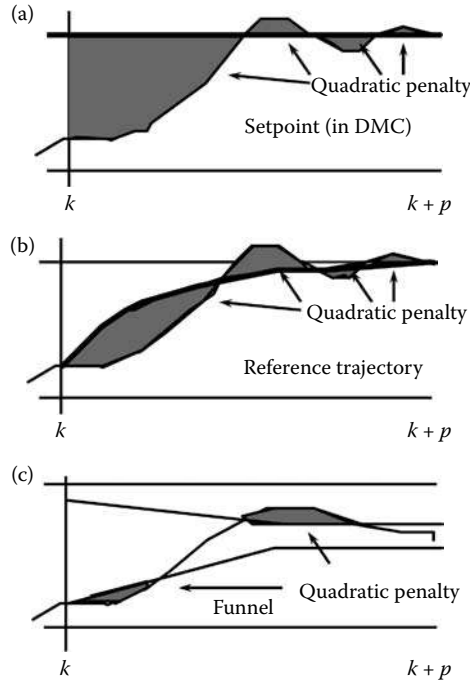 (a)
Quadratic penalty
Setpoint (in DMC)
k
k + p
(b)
Quadratic penalty
Reference trajectory
k
k + p
(c)
Quadratic penalty
Funnel
k
k + p